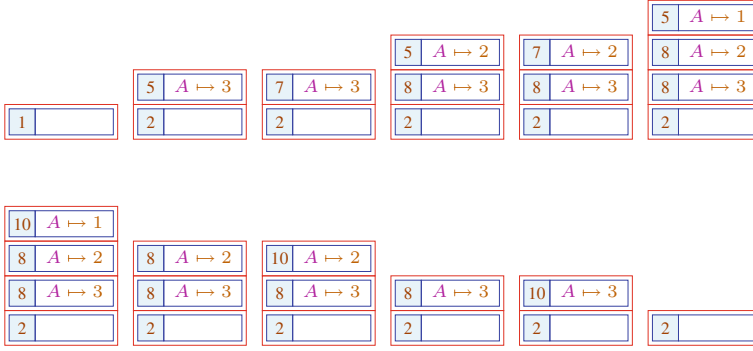 5 A ↦ 1
5 A ↦ 2 7 A ↦ 2 8 A ↦ 2
5 A ↦ 3 7 A ↦ 3 8 A ↦ 3 8 A ↦ 3 8 A ↦ 3
1 2 2 2 2 2
10 A ↦ 1
8 A ↦ 2 8 A ↦ 2 10 A ↦ 2
8 A ↦ 3 8 A ↦ 3 8 A ↦ 3 8 A ↦ 3 10 A ↦ 3
2 2 2 2 2 2